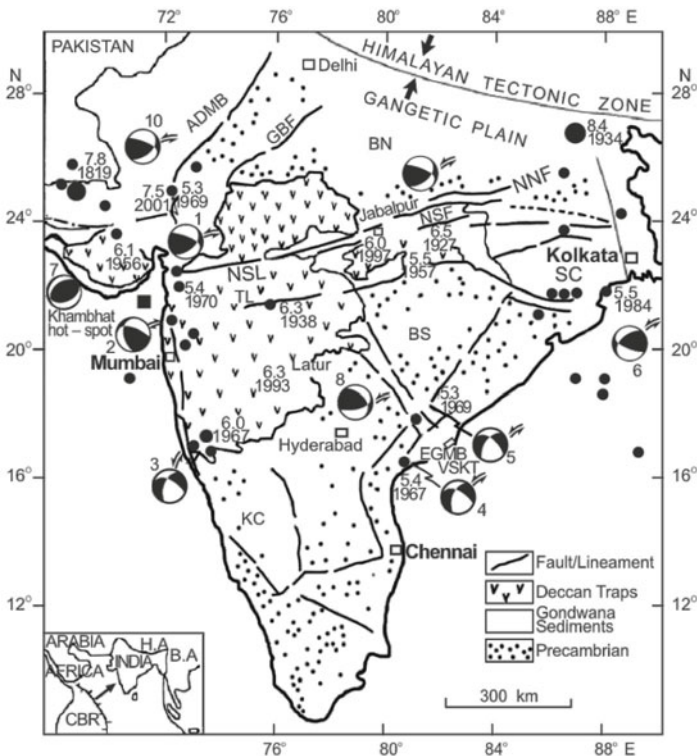 72°
76°
80°
84°
88° E
PAKISTAN
N
28°
24°
20°
16°
12°
N
28°
24°
20°
16°
12°
HIMALAYAN TECTONIC ZONE
Delhi
GANGETIC PLAIN
8.4
1934
10
ADMB
GBF
BN
7.8
1819
7.5
2001
5.3
1969
NNF
1
Jabalpur
NSF
6.5
1927
6.0
1997
6.1
1956
5.5
1957
Kolkata
SC
NSL
7
5.4
1970
TL
6.3
1938
5.5
1984
Khambhat
hot – spot
BS
2
Mumbai
6
Latur
6.3
1993
8
5.3
1969
6.0
1967
Hyderabad
EGMB
VSKT
5
3
5.4
1967
4
KC
Chennai
Fault/Lineament
Deccan Traps
Gondwana
Sediments
Precambrian
300 km
ARABIA
H.A
INDIA
B.A
AFRICA
CBR
76°
80°
84°
88° E